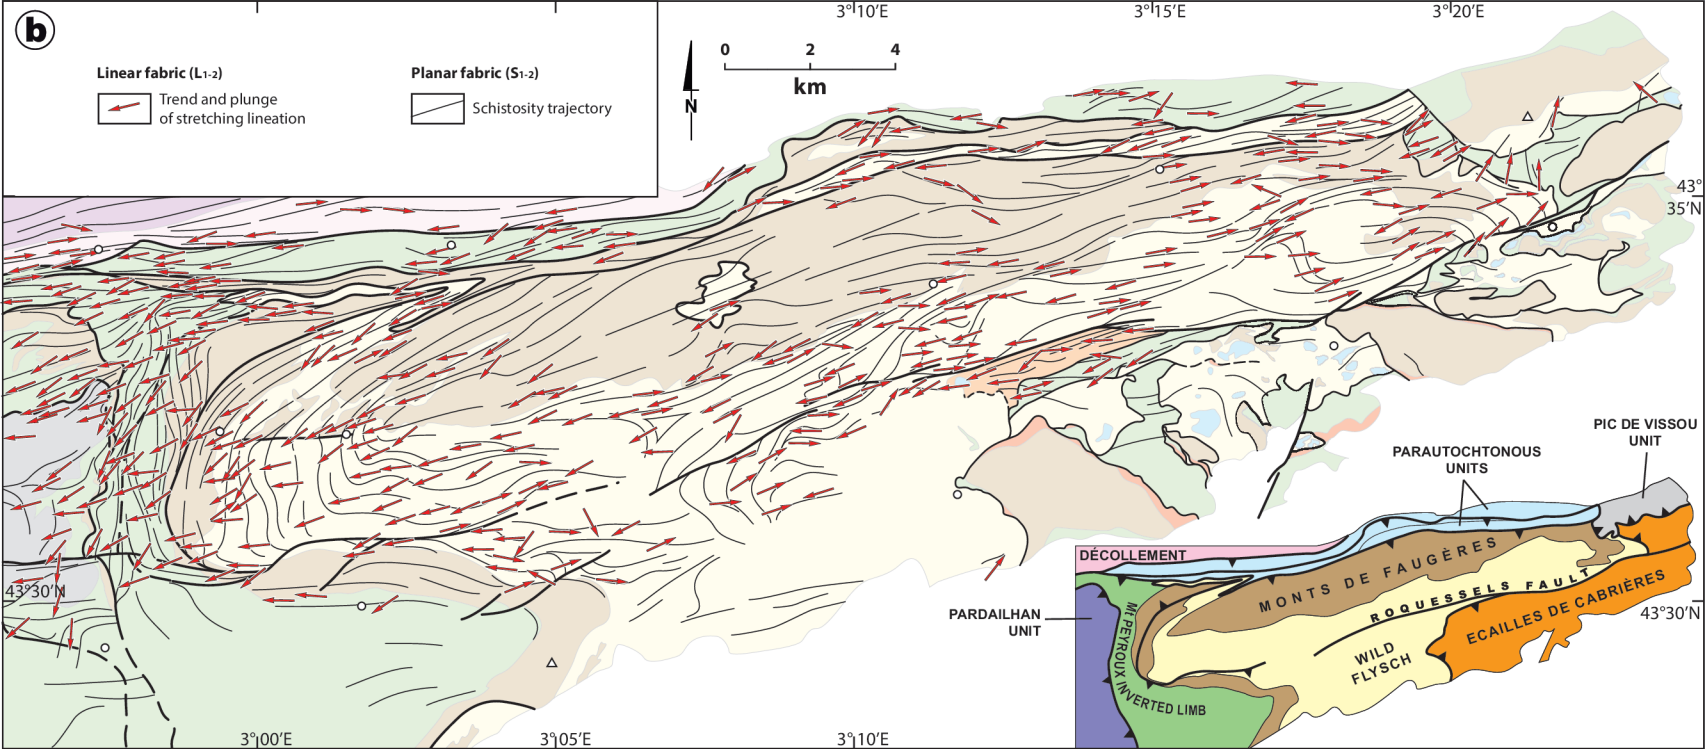 b
3°10′E
3°15′E
3°20′E
Linear fabric (L1-2)
Trend and plunge
of stretching lineation
Planar fabric (S1-2)
Schistosity trajectory
0 2 4
km
N
43°
35′N
43°30′N
3°00′E
3°05′E
3°10′E
43°30′N
PIC DE VISSOU
UNIT
PARAUTOCHTONOUS
UNITS
DÉCOLLEMENT
MONTS DE FAUGÈRES
ROQUESSELS FAULT
ECAILLES DE CABRIÈRES
PARDAILHAN
UNIT
Mt PEYROUX INVERTED LIMB
WILD
FLYSCH